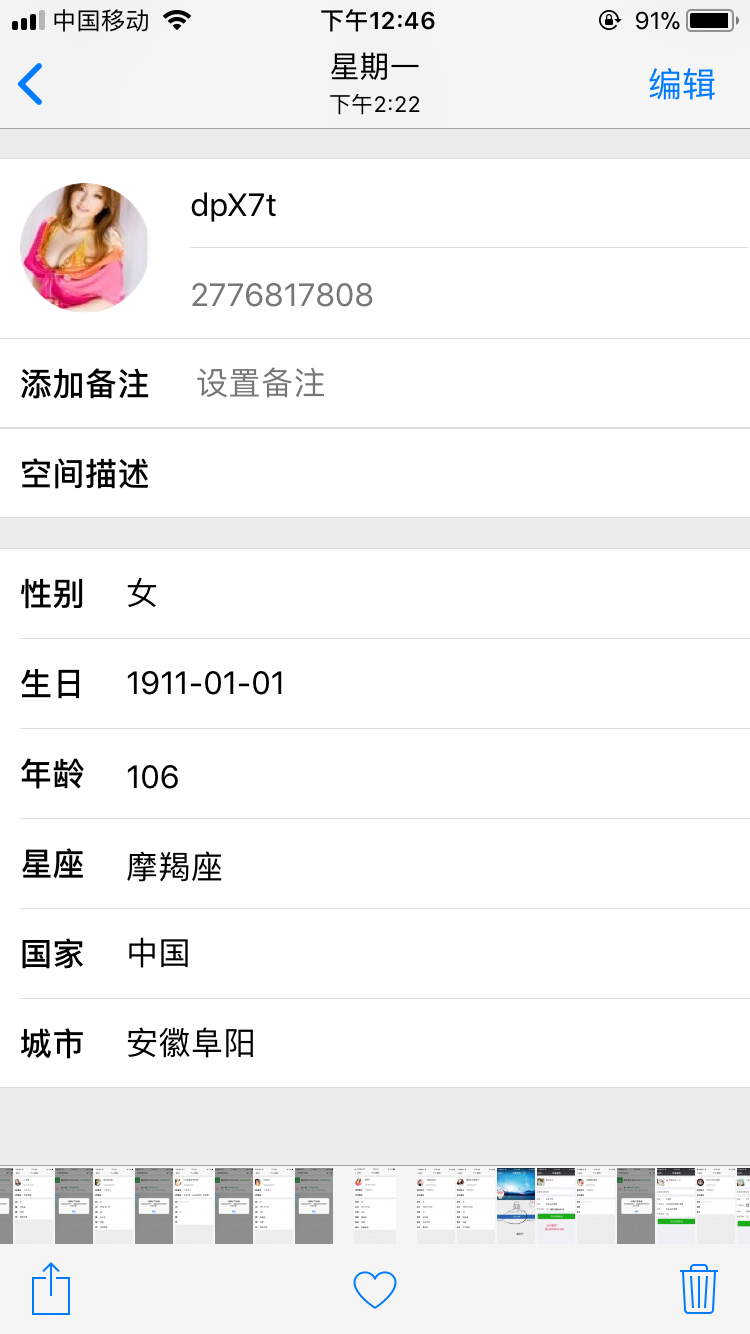 中国移动 下午12:46 91%
星期一
下午2:22
编辑
dpX7t
2776817808
添加备注 设置备注
空间描述
性别 女
生日 1911-01-01
年龄 106
星座 摩羯座
国家 中国
城市 安徽阜阳